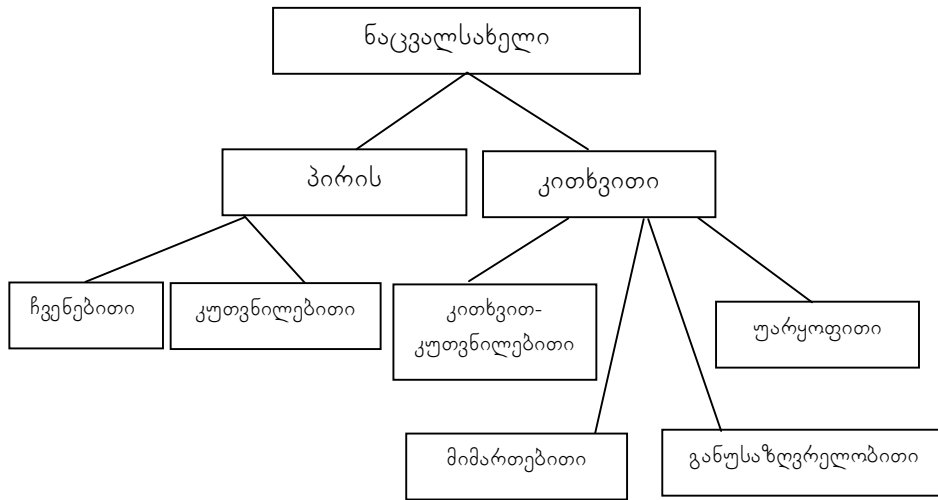 ნაცვალსახელი
პირის
კითხვითი
ჩვენებითი
კუთვნილებითი
კითხვით-
კუთვნილებითი
უარყოფითი
მიმართებითი
განუსაზღვრელობითი